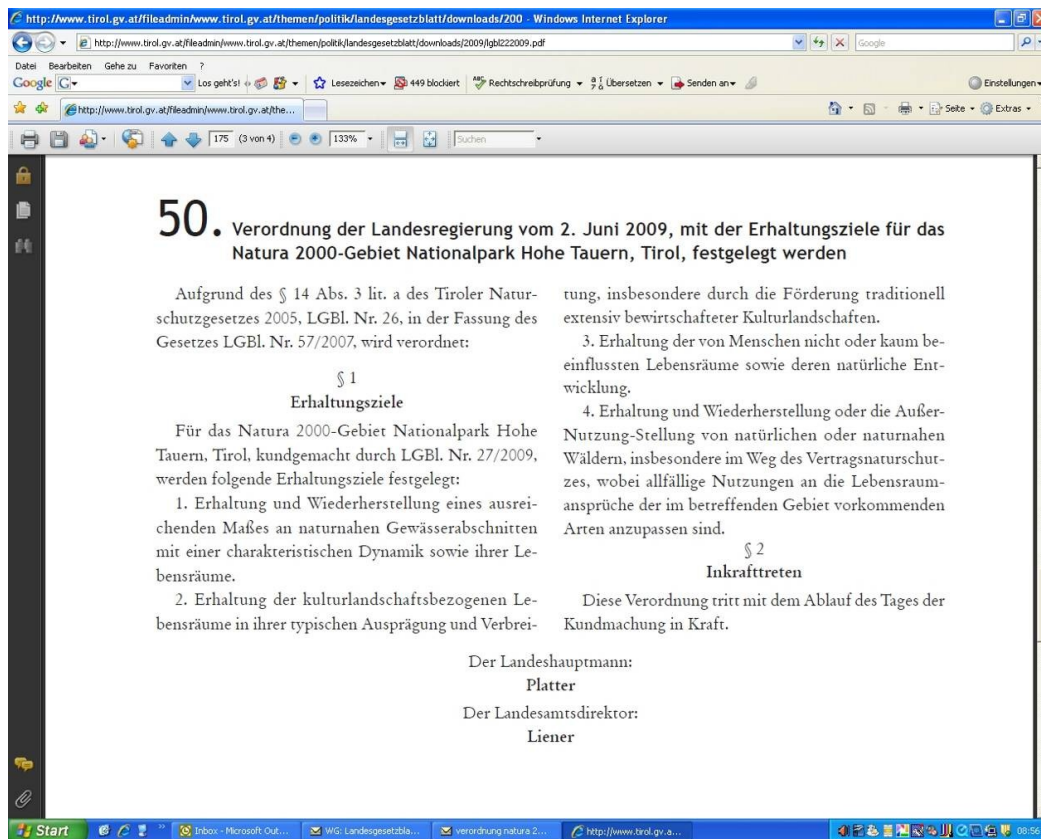 http://www.tirol.gv.at/fileadmin/www.tirol.gv.at/themen/politik/landesgesetzblatt/downloads/200 - Windows Internet Explorer
http://www.tirol.gv.at/fileadmin/www.tirol.gv.at/themen/politik/landesgesetzblatt/downloads/2009/lgbl222009.pdf
Google
Datei Bearbeiten Gehe zu Favoriten ?
Google Los geht's! Lesezeichen 449 blockiert Rechtschreibprüfung Übersetzen Senden an Einstellungen
http://www.tirol.gv.at/fileadmin/www.tirol.gv.at/the...
Seite Extras
175 (3 von 4) 133% Suchen
50. Verordnung der Landesregierung vom 2. Juni 2009, mit der Erhaltungsziele für das
Natura 2000-Gebiet Nationalpark Hohe Tauern, Tirol, festgelegt werden
Aufgrund des § 14 Abs. 3 lit. a des Tiroler Natur-
schutzgesetzes 2005, LGBl. Nr. 26, in der Fassung des
Gesetzes LGBl. Nr. 57/2007, wird verordnet:
§ 1
Erhaltungsziele
Für das Natura 2000-Gebiet Nationalpark Hohe
Tauern, Tirol, kundgemacht durch LGBl. Nr. 27/2009,
werden folgende Erhaltungsziele festgelegt:
1. Erhaltung und Wiederherstellung eines ausrei-
chenden Maßes an naturnahen Gewässerabschnitten
mit einer charakteristischen Dynamik sowie ihrer Le-
bensräume.
2. Erhaltung der kulturlandschaftsbezogenen Le-
bensräume in ihrer typischen Ausprägung und Verbrei-
tung, insbesondere durch die Förderung traditionell
extensiv bewirtschafteter Kulturlandschaften.
3. Erhaltung der von Menschen nicht oder kaum be-
einflussten Lebensräume sowie deren natürliche Ent-
wicklung.
4. Erhaltung und Wiederherstellung oder die Außer-
Nutzung-Stellung von natürlichen oder naturnahen
Wäldern, insbesondere im Weg des Vertragsnaturschut-
zes, wobei allfällige Nutzungen an die Lebensraum-
ansprüche der im betreffenden Gebiet vorkommenden
Arten anzupassen sind.
§ 2
Inkrafttreten
Diese Verordnung tritt mit dem Ablauf des Tages der
Kundmachung in Kraft.
Der Landeshauptmann:
Platter
Der Landesamtsdirektor:
Liener
Start
Inbox - Microsoft Out...
WG: Landesgesetzbla...
verordnung natura 2...
http://www.tirol.gv.a...
08:56